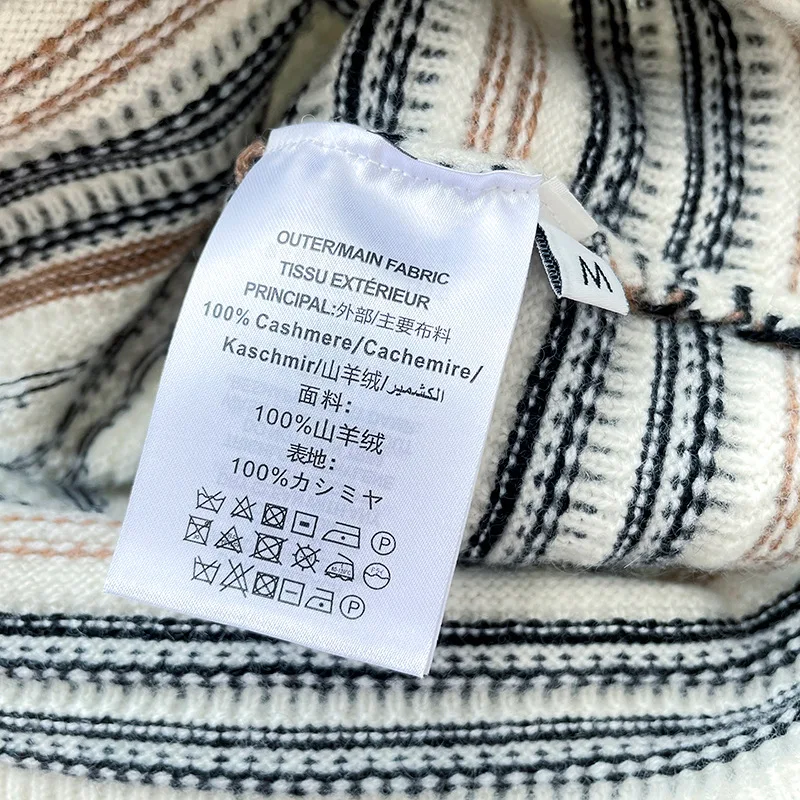 OUTER/MAIN FABRIC
TISSU EXTÉRIEUR
PRINCIPAL:外部/主要布料
100% Cashmere/Cachemire/
Kaschmir/山羊绒/الكشمير/
面料:
100%山羊绒
表地:
100%カシミヤ
P
P
M